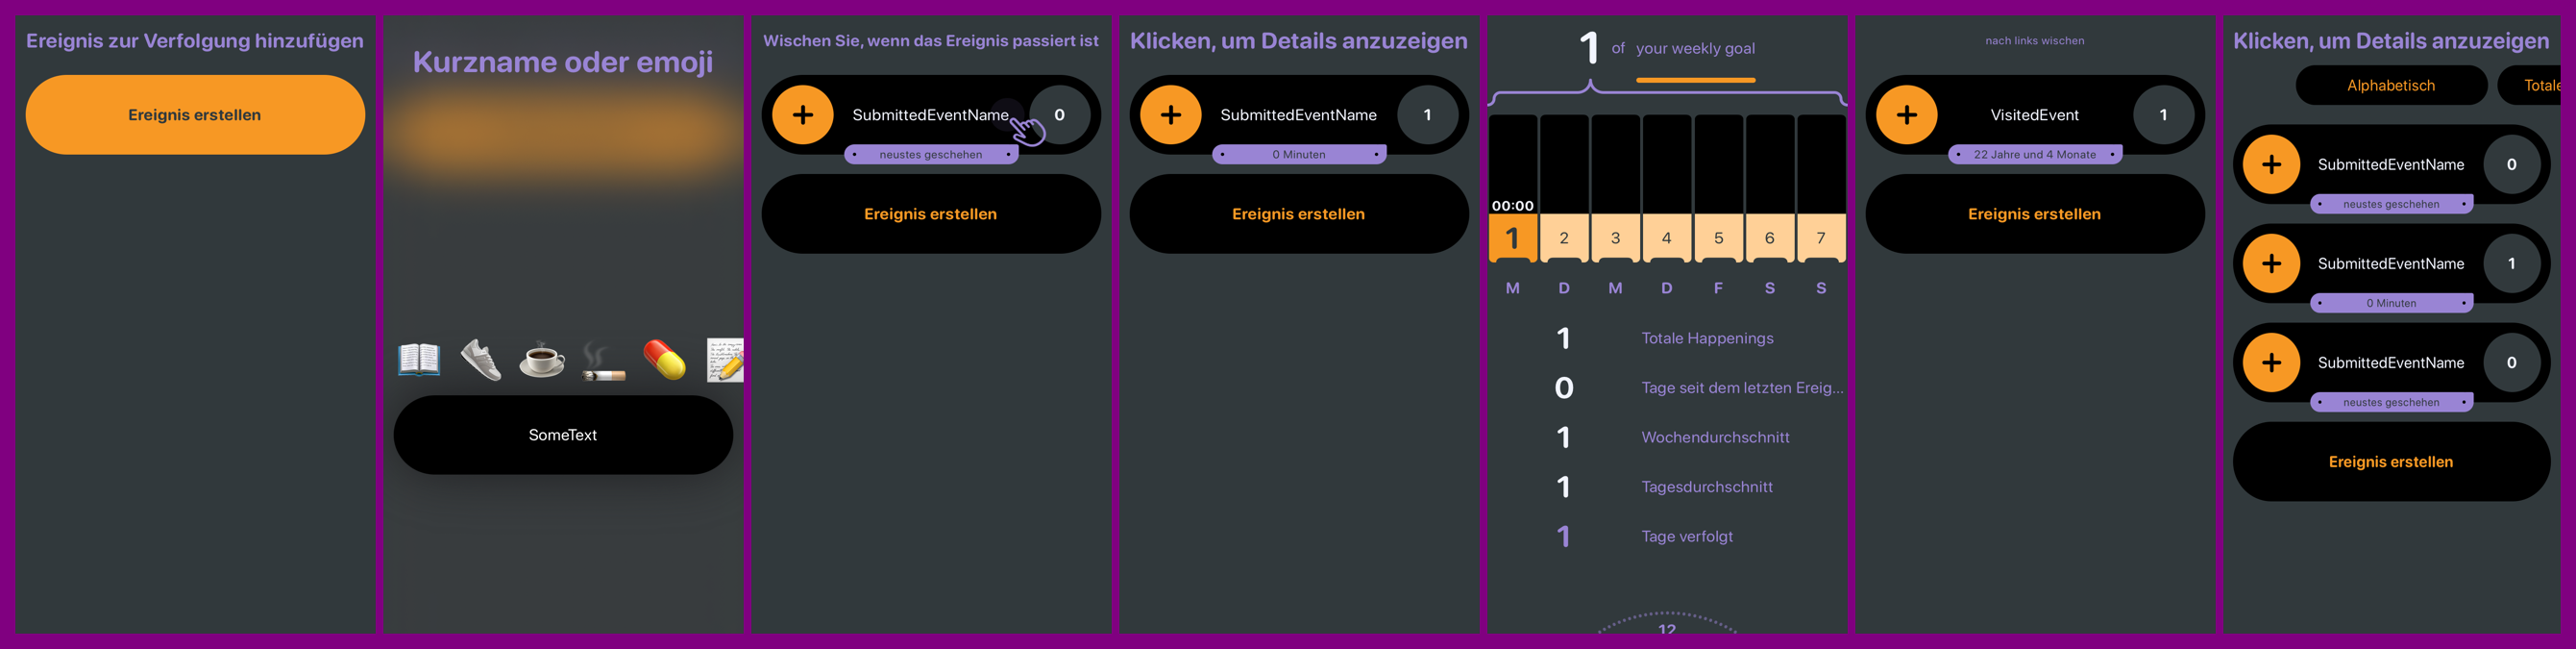 Ereignis zur Verfolgung hinzufügen
Ereignis erstellen
Kurzname oder emoji
SomeText
Wischen Sie, wenn das Ereignis passiert ist
SubmittedEventName
0
neustes geschehen
Ereignis erstellen
Klicken, um Details anzuzeigen
SubmittedEventName
1
0 Minuten
Ereignis erstellen
1 of your weekly goal
00:00
1 2 3 4 5 6 7
M D M D F S S
1 Totale Happenings
0 Tage seit dem letzten Ereig...
1 Wochendurchschnitt
1 Tagesdurchschnitt
1 Tage verfolgt
12
nach links wischen
VisitedEvent
1
22 Jahre und 4 Monate
Ereignis erstellen
Klicken, um Details anzuzeigen
Alphabetisch Totale
SubmittedEventName
0
neustes geschehen
SubmittedEventName
1
0 Minuten
SubmittedEventName
0
neustes geschehen
Ereignis erstellen